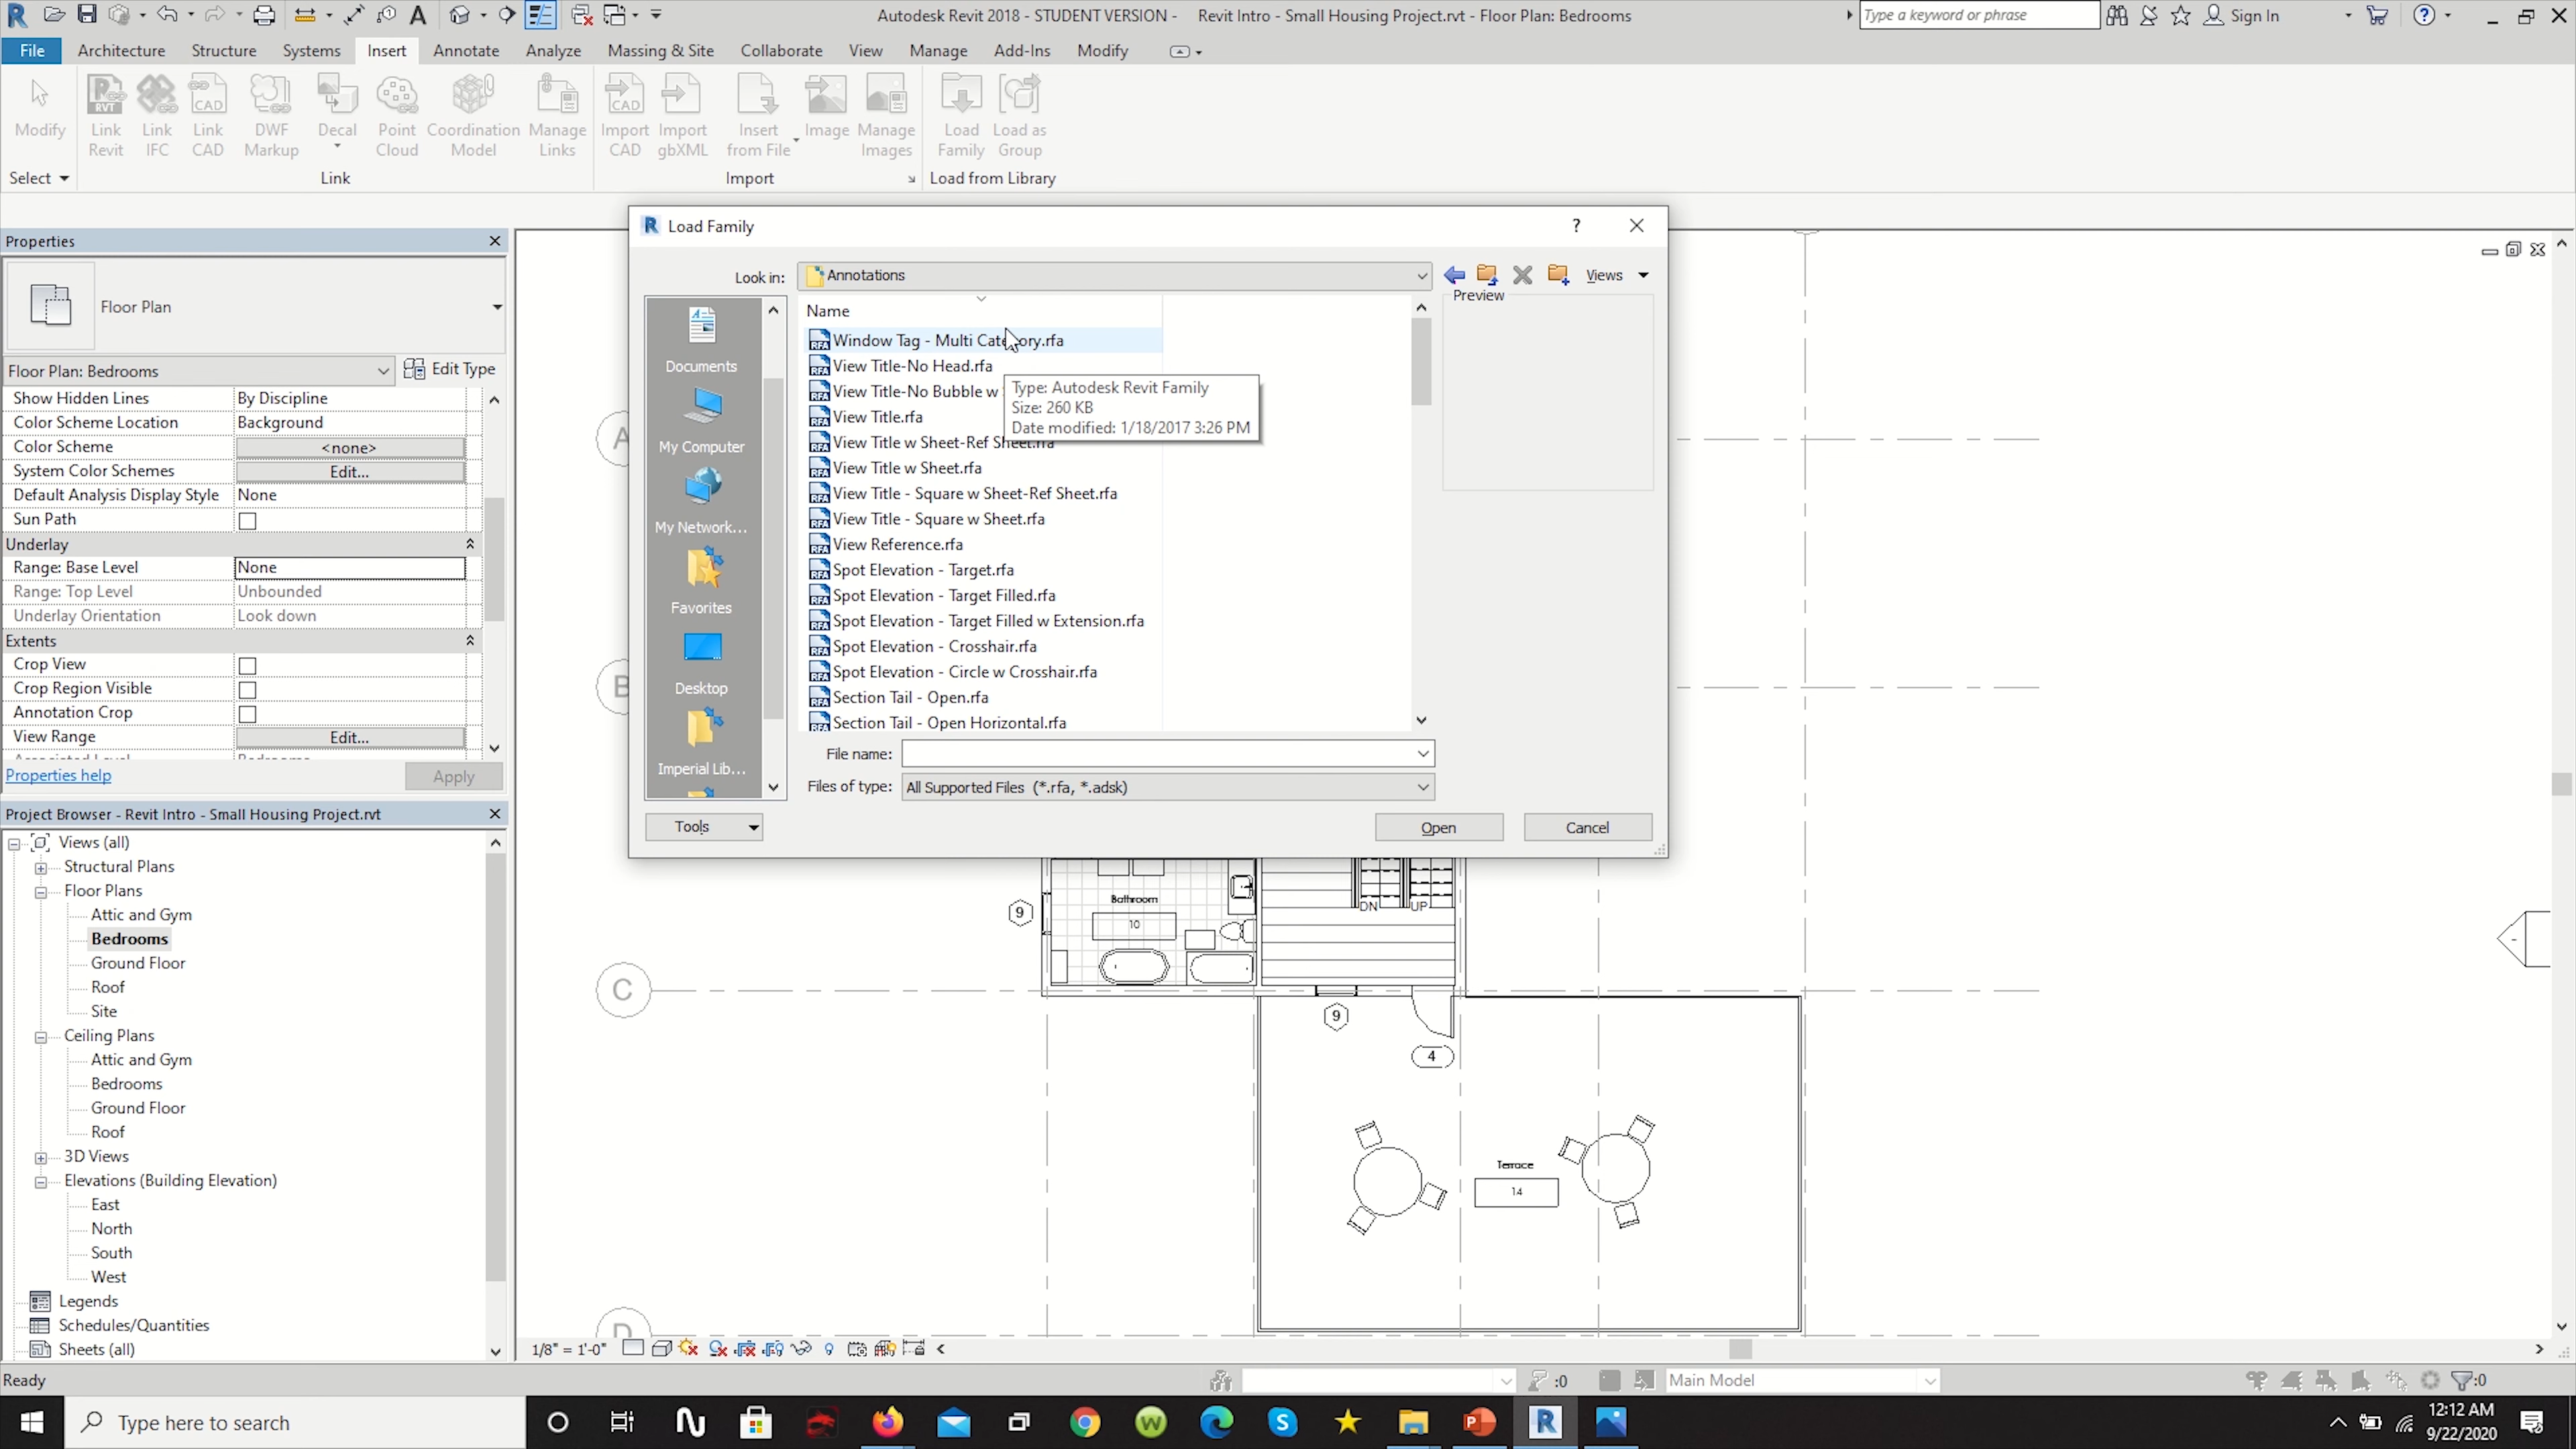 Autodesk Revit 2018 - STUDENT VERSION - Revit Intro - Small Housing Project.rvt - Floor Plan: Bedrooms
Type a keyword or phrase
Sign In
File Architecture Structure Systems Insert Annotate Analyze Massing & Site Collaborate View Manage Add-Ins Modify
Modify
Link Revit
Link IFC
Link CAD
DWF Markup
Decal
Point Cloud
Coordination Model
Manage Links
Import CAD
Import gbXML
Insert from File
Image
Manage Images
Load Family
Load as Group
Select Link Import Load from Library
Properties
Floor Plan
Floor Plan: Bedrooms Edit Type
Show Hidden Lines By Discipline
Color Scheme Location Background
Color Scheme <none>
System Color Schemes Edit...
Default Analysis Display Style None
Sun Path
Underlay
Range: Base Level None
Range: Top Level Unbounded
Underlay Orientation Look down
Extents
Crop View
Crop Region Visible
Annotation Crop
View Range Edit...
Properties help Apply
Project Browser - Revit Intro - Small Housing Project.rvt
Views (all)
Structural Plans
Floor Plans
Attic and Gym
Bedrooms
Ground Floor
Roof
Site
Ceiling Plans
Attic and Gym
Bedrooms
Ground Floor
Roof
3D Views
Elevations (Building Elevation)
East
North
South
West
Legends
Schedules/Quantities
Sheets (all)
Load Family
?
Look in: Annotations Views
Documents
My Computer
My Network...
Favorites
Desktop
Imperial Lib...
Name
Preview
Window Tag - Multi Category.rfa
View Title-No Head.rfa
View Title-No Bubble w
View Title.rfa
View Title w Sheet-Ref Sheet.rfa
View Title w Sheet.rfa
View Title - Square w Sheet-Ref Sheet.rfa
View Title - Square w Sheet.rfa
View Reference.rfa
Spot Elevation - Target.rfa
Spot Elevation - Target Filled.rfa
Spot Elevation - Target Filled w Extension.rfa
Spot Elevation - Crosshair.rfa
Spot Elevation - Circle w Crosshair.rfa
Section Tail - Open.rfa
Section Tail - Open Horizontal.rfa
Type: Autodesk Revit Family
Size: 260 KB
Date modified: 1/18/2017 3:26 PM
File name:
Files of type: All Supported Files (*.rfa, *.adsk)
Tools Open Cancel
A
B
C
D
Bathroom
10
DN UP
9
9
4
Terrace
14
1/8" = 1'-0"
Ready
:0
Main Model
:0
Type here to search
12:12 AM
9/22/2020